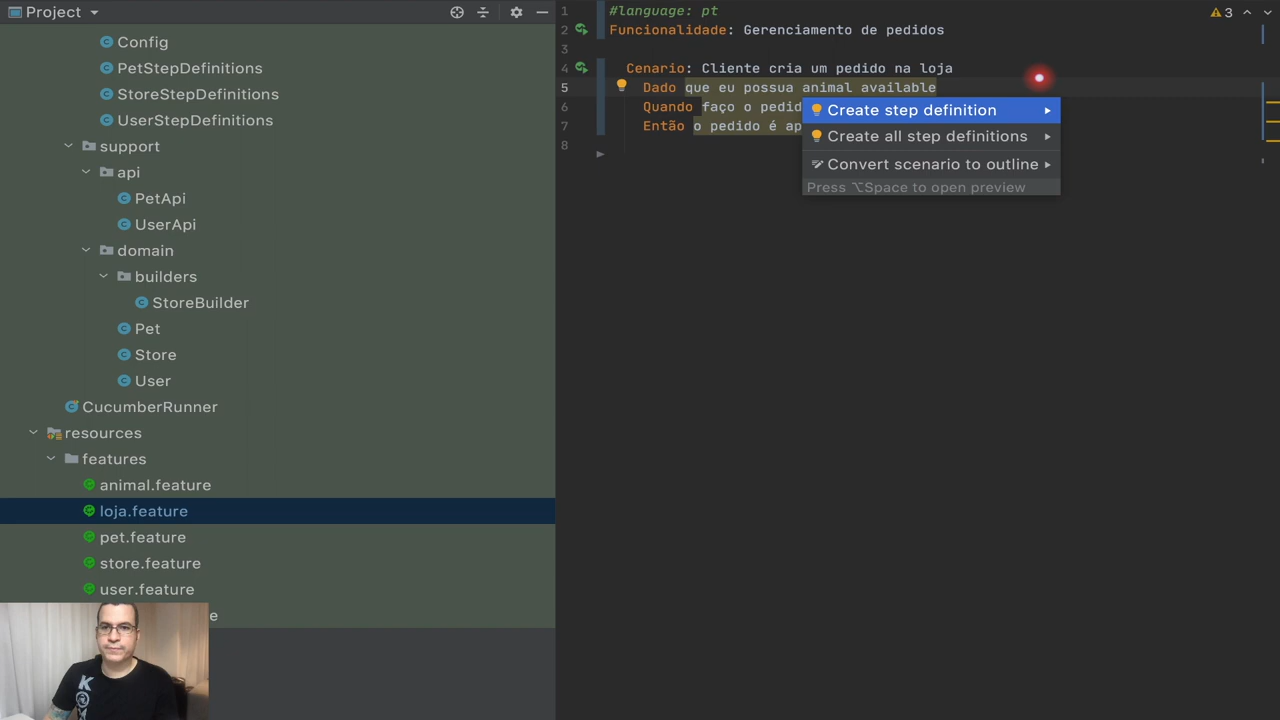 Project
Config
PetStepDefinitions
StoreStepDefinitions
UserStepDefinitions
support
api
PetApi
UserApi
domain
builders
StoreBuilder
Pet
Store
User
CucumberRunner
resources
features
animal.feature
loja.feature
pet.feature
store.feature
user.feature
e
1 #language: pt
2 Funcionalidade: Gerenciamento de pedidos
3
4 Cenario: Cliente cria um pedido na loja
5 Dado que eu possua animal available
6 Quando faço o pedid
7 Então o pedido é ap
8
3
Create step definition
Create all step definitions
Convert scenario to outline
Press ⌥Space to open preview
K